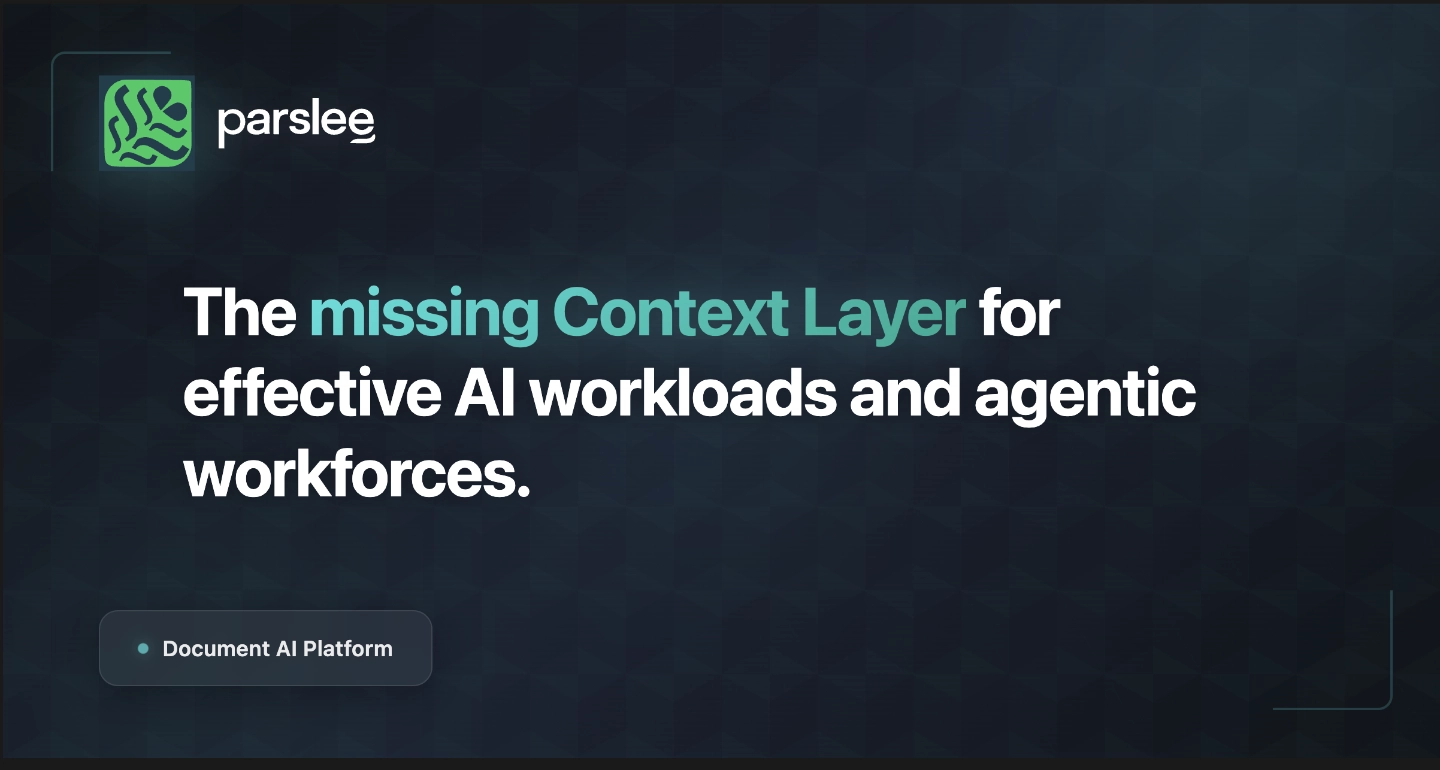 parslee
The missing Context Layer for
effective AI workloads and agentic
workforces.
Document AI Platform